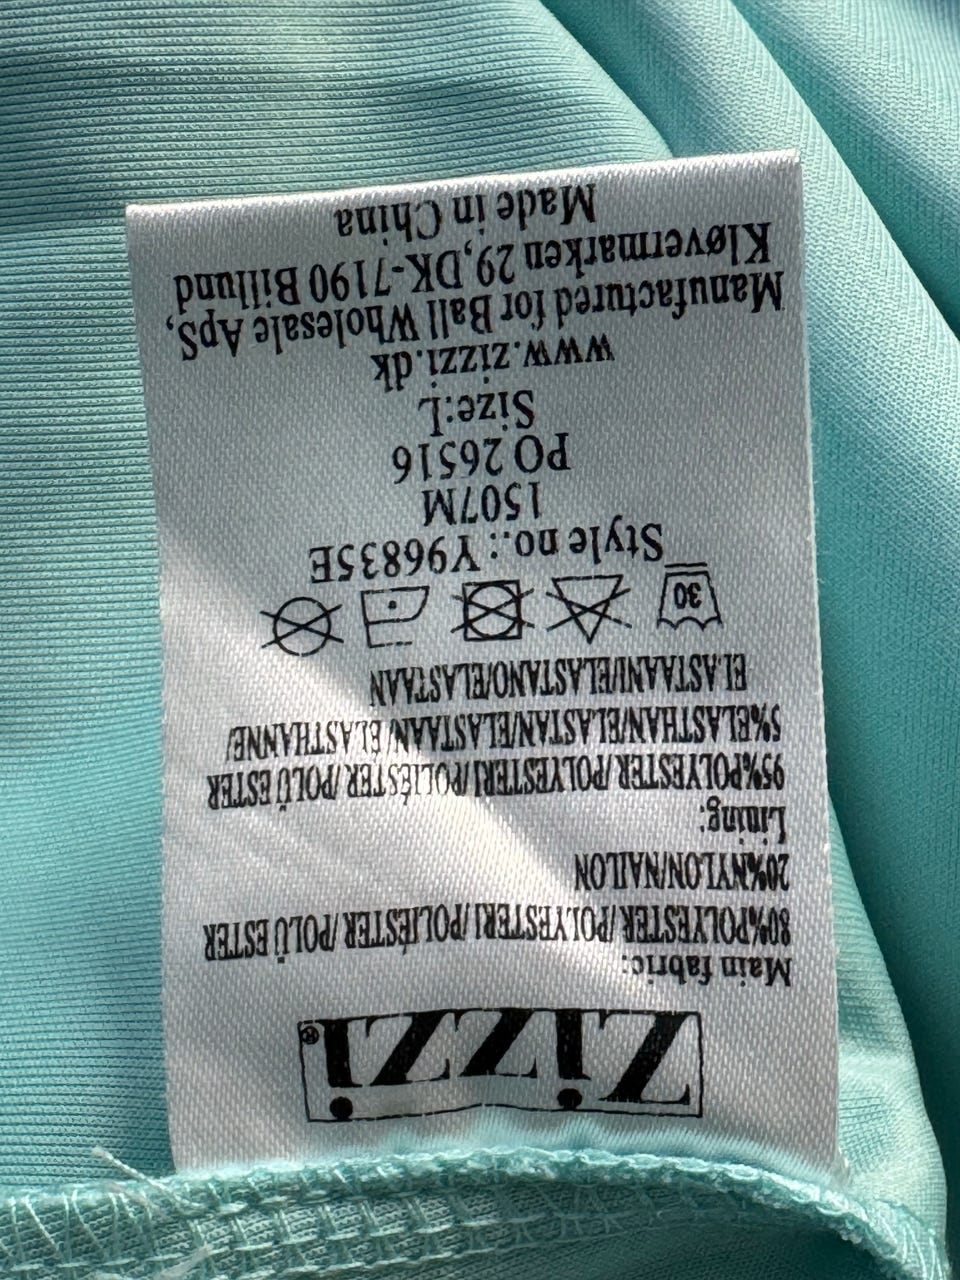 Zizzi®
Main fabric:
80%POLYESTER/POLYESTERI/POLIÉSTER/POLÜESTER
20%NYLON/NAILON
Lining:
95%POLYESTER/POLYESTERI/POLIÉSTER/POLÜESTER
5%ELASTHAN/ELASTAN/ELASTAAN/ÉLASTHANNE/
ELASTAANI/ELASTANO/ELASTAAN
30
Style no.: Y96835E
1507M
PO 26516
Size:L
www.zizzi.dk
Manufactured for Ball Wholesale Aps,
Kløvermarken 29,DK-7190 Billund
Made in China